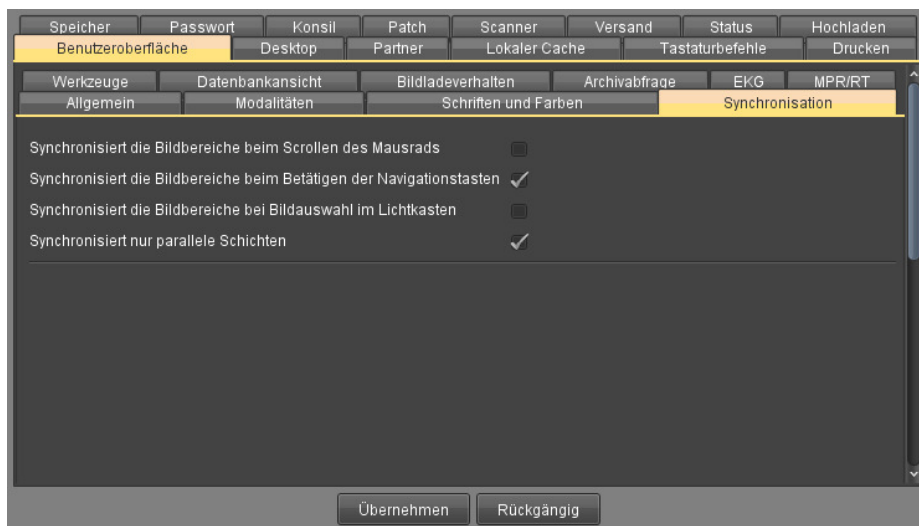 Speicher Passwort Konsil Patch Scanner Versand Status Hochladen
Benutzeroberfläche Desktop Partner Lokaler Cache Tastaturbefehle Drucken
Werkzeuge Datenbankansicht Bildladeverhalten Archivabfrage EKG MPR/RT
Allgemein Modalitäten Schriften und Farben Synchronisation
Synchronisiert die Bildbereiche beim Scrollen des Mausrads
Synchronisiert die Bildbereiche beim Betätigen der Navigationstasten
Synchronisiert die Bildbereiche bei Bildauswahl im Lichtkasten
Synchronisiert nur parallele Schichten
Übernehmen Rückgängig